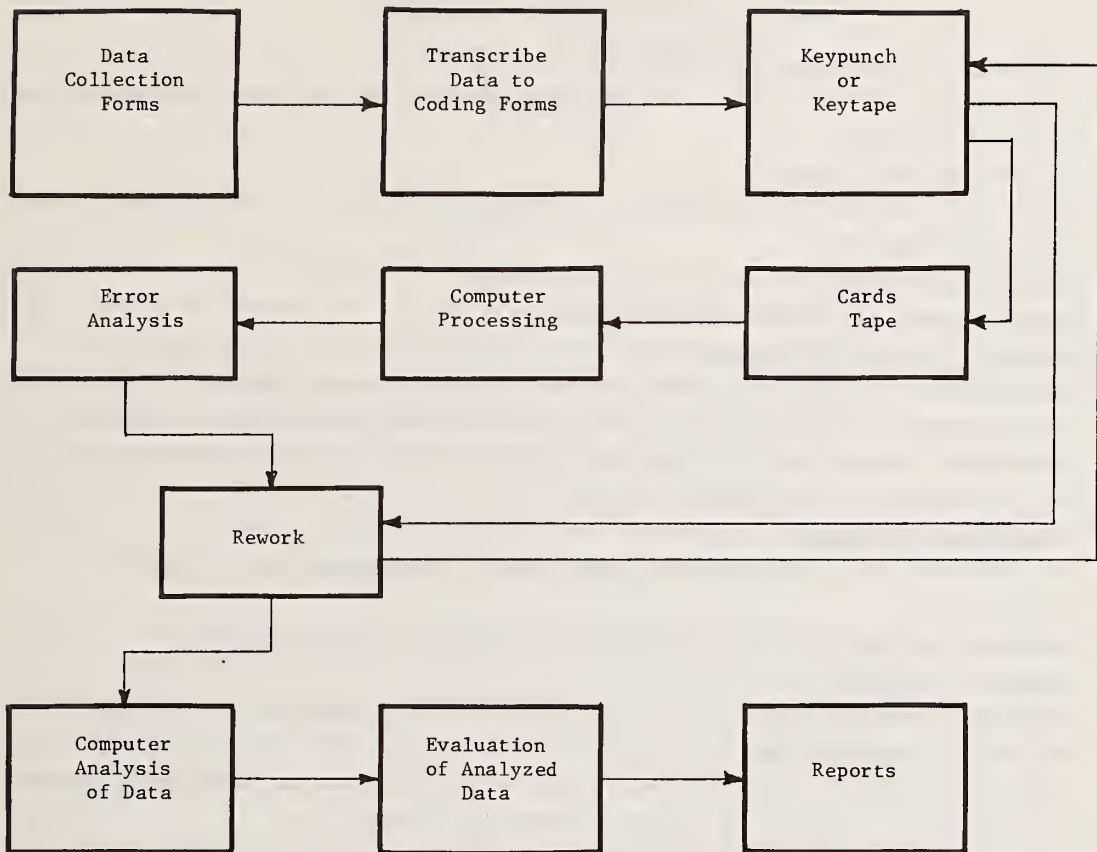 Data
Collection
Forms
Transcribe
Data to
Coding Forms
Keypunch
or
Keytape
Error
Analysis
Computer
Processing
Cards
Tape
Rework
Computer
Analysis
of Data
Evaluation
of Analyzed
Data
Reports